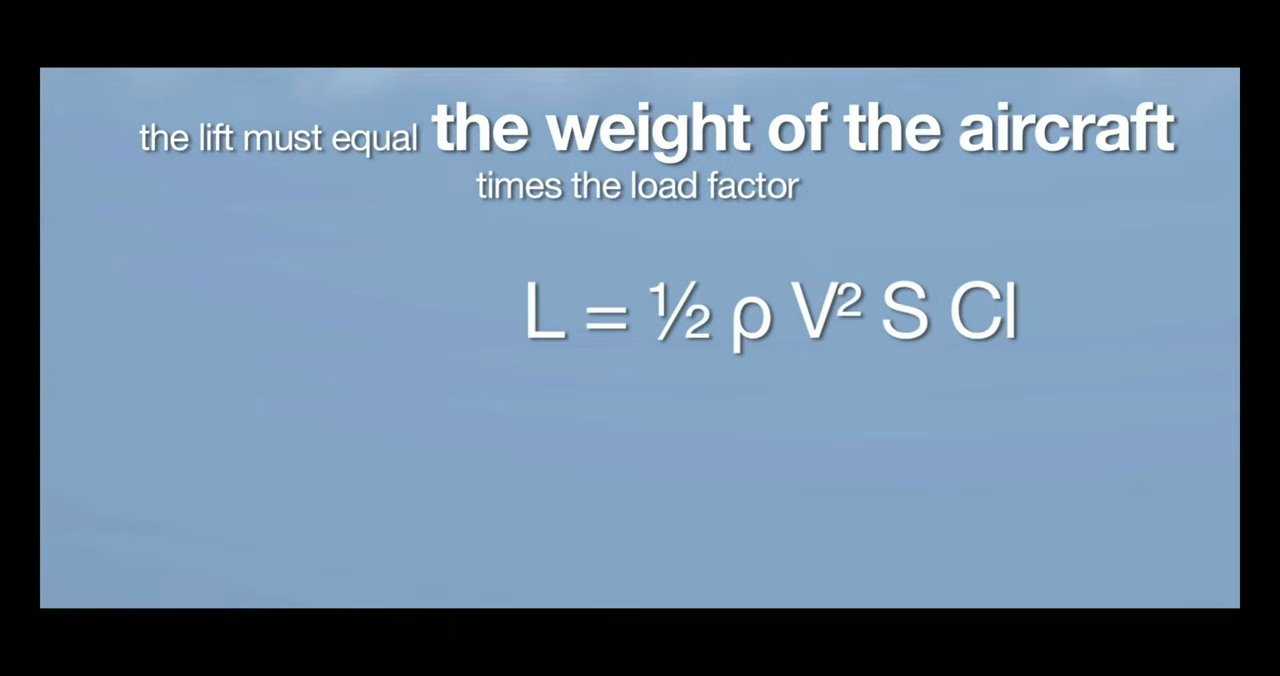 the lift must equal the weight of the aircraft
times the load factor
L = ½ ρ V² S Cl